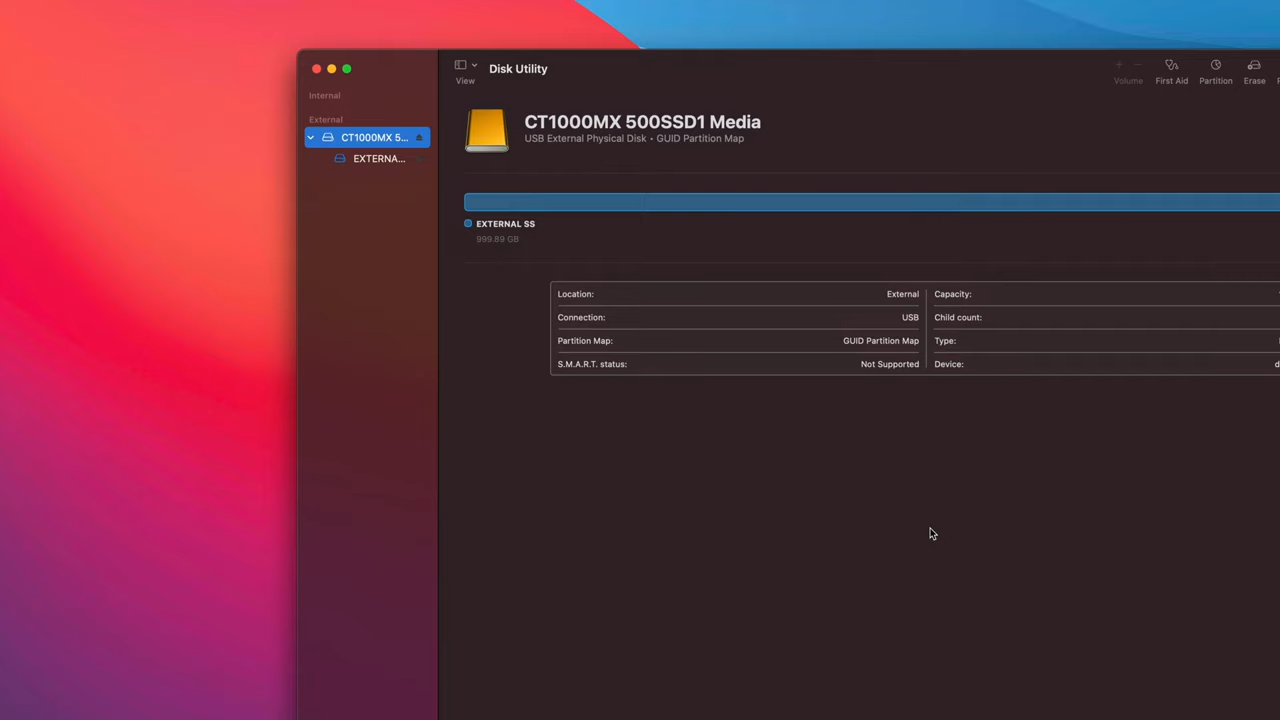 View
Disk Utility
Volume
First Aid
Partition
Erase
Internal
External
CT1000MX 5...
EXTERNA...
CT1000MX 500SSD1 Media
USB External Physical Disk • GUID Partition Map
EXTERNAL SS
999.89 GB
Location: External
Capacity:
Connection: USB
Child count:
Partition Map: GUID Partition Map
Type:
S.M.A.R.T. status: Not Supported
Device: